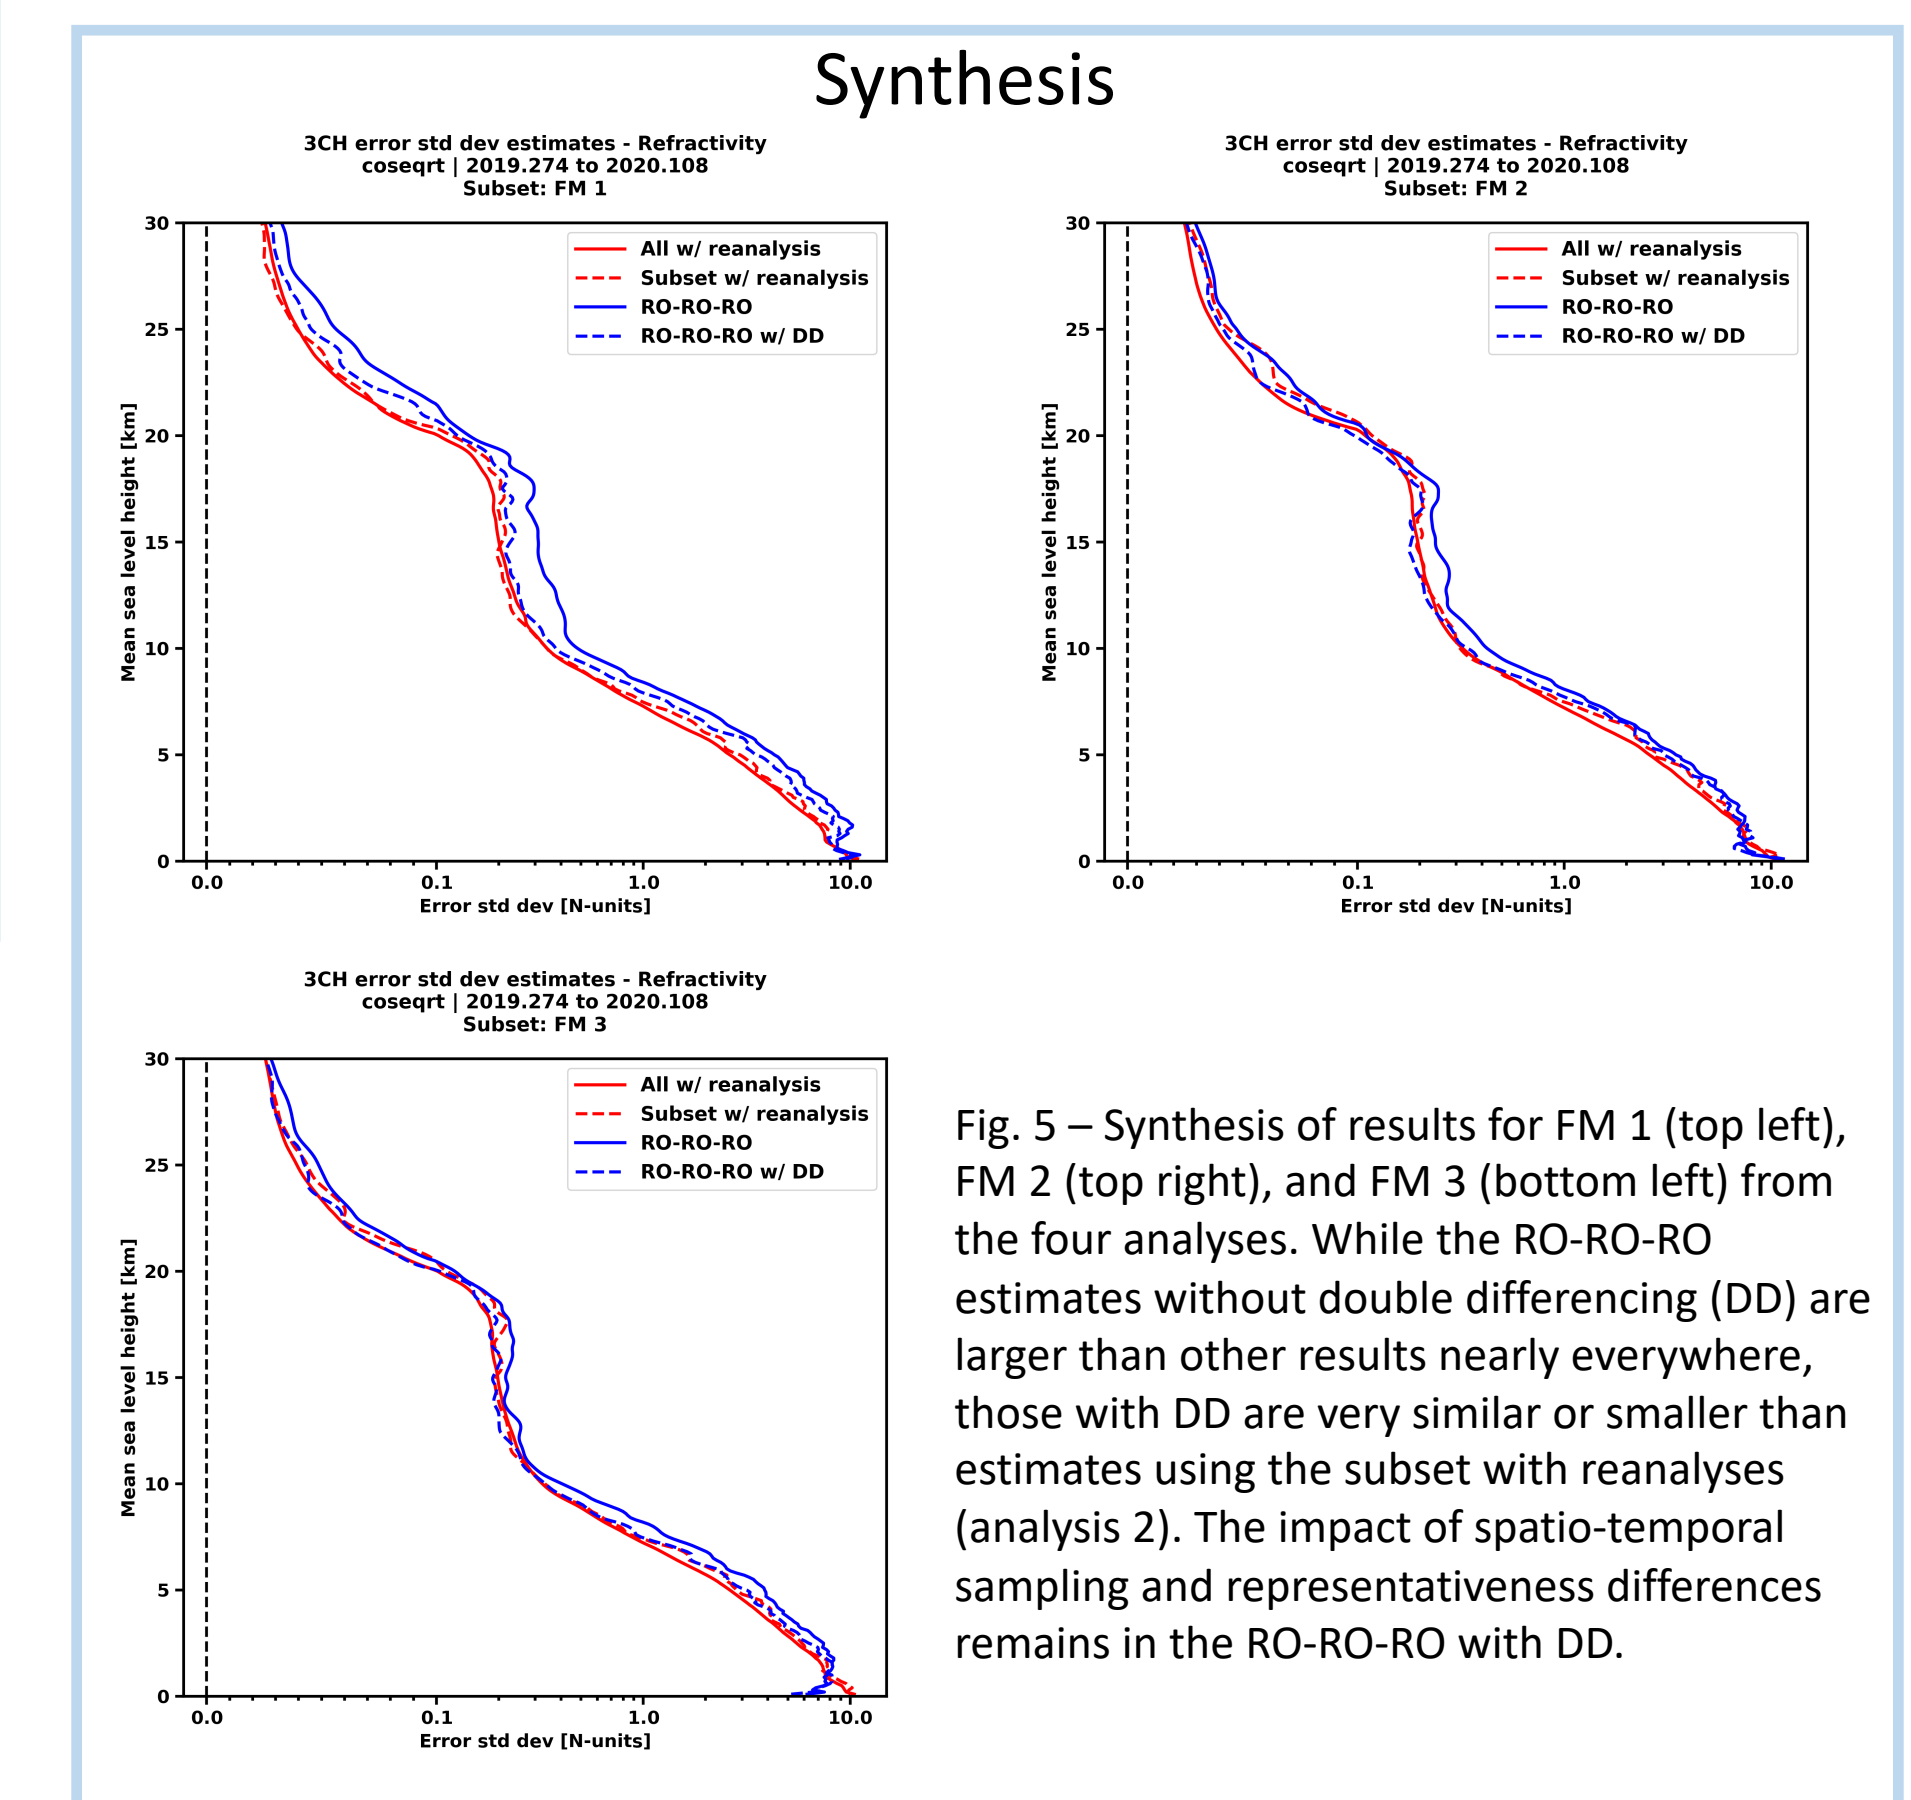 Synthesis
3CH error std dev estimates - Refractivity
coseqrt | 2019.274 to 2020.108
Subset: FM 1
30
25
20
15
10
5
0
Mean sea level height [km]
All w/ reanalysis
Subset w/ reanalysis
RO-RO-RO
RO-RO-RO w/ DD
0.0 0.1 1.0 10.0
Error std dev [N-units]
3CH error std dev estimates - Refractivity
coseqrt | 2019.274 to 2020.108
Subset: FM 2
30
25
20
15
10
5
0
Mean sea level height [km]
All w/ reanalysis
Subset w/ reanalysis
RO-RO-RO
RO-RO-RO w/ DD
0.0 0.1 1.0 10.0
Error std dev [N-units]
3CH error std dev estimates - Refractivity
coseqrt | 2019.274 to 2020.108
Subset: FM 3
30
25
20
15
10
5
0
Mean sea level height [km]
All w/ reanalysis
Subset w/ reanalysis
RO-RO-RO
RO-RO-RO w/ DD
0.0 0.1 1.0 10.0
Error std dev [N-units]
Fig. 5 – Synthesis of results for FM 1 (top left),
FM 2 (top right), and FM 3 (bottom left) from
the four analyses. While the RO-RO-RO
estimates without double differencing (DD) are
larger than other results nearly everywhere,
those with DD are very similar or smaller than
estimates using the subset with reanalyses
(analysis 2). The impact of spatio-temporal
sampling and representativeness differences
remains in the RO-RO-RO with DD.